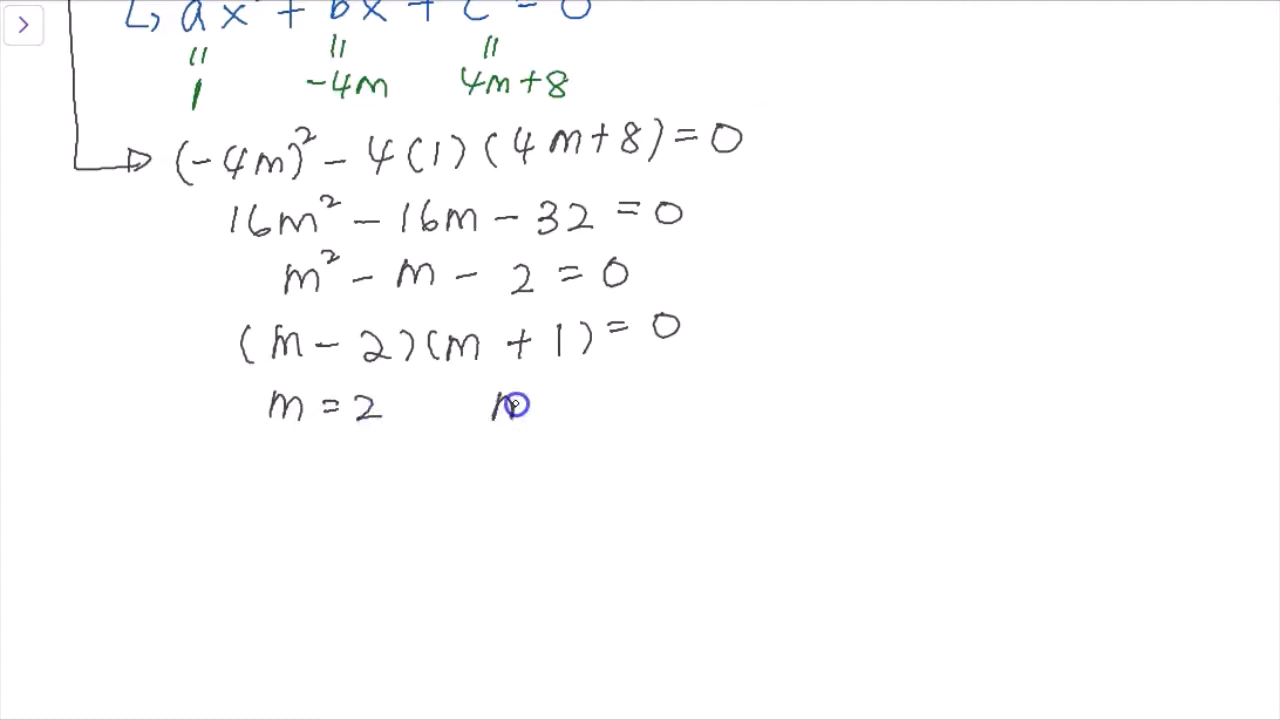 ↳ ax² + bx + c = 0
" " "
1 -4m 4m+8
(-4m)² - 4(1)(4m+8) = 0
16m² - 16m - 32 = 0
m² - m - 2 = 0
(m - 2)(m + 1) = 0
m = 2 m